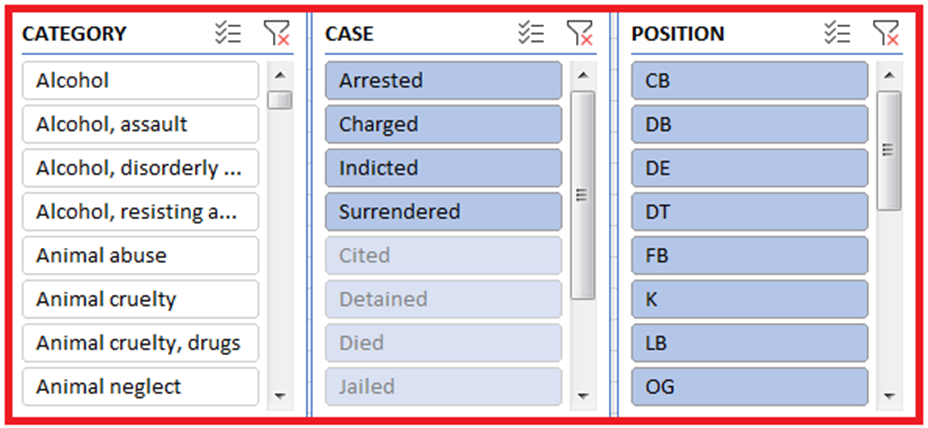 CATEGORY
Alcohol
Alcohol, assault
Alcohol, disorderly ...
Alcohol, resisting a...
Animal abuse
Animal cruelty
Animal cruelty, drugs
Animal neglect
CASE
Arrested
Charged
Indicted
Surrendered
Cited
Detained
Died
Jailed
POSITION
CB
DB
DE
DT
FB
K
LB
OG